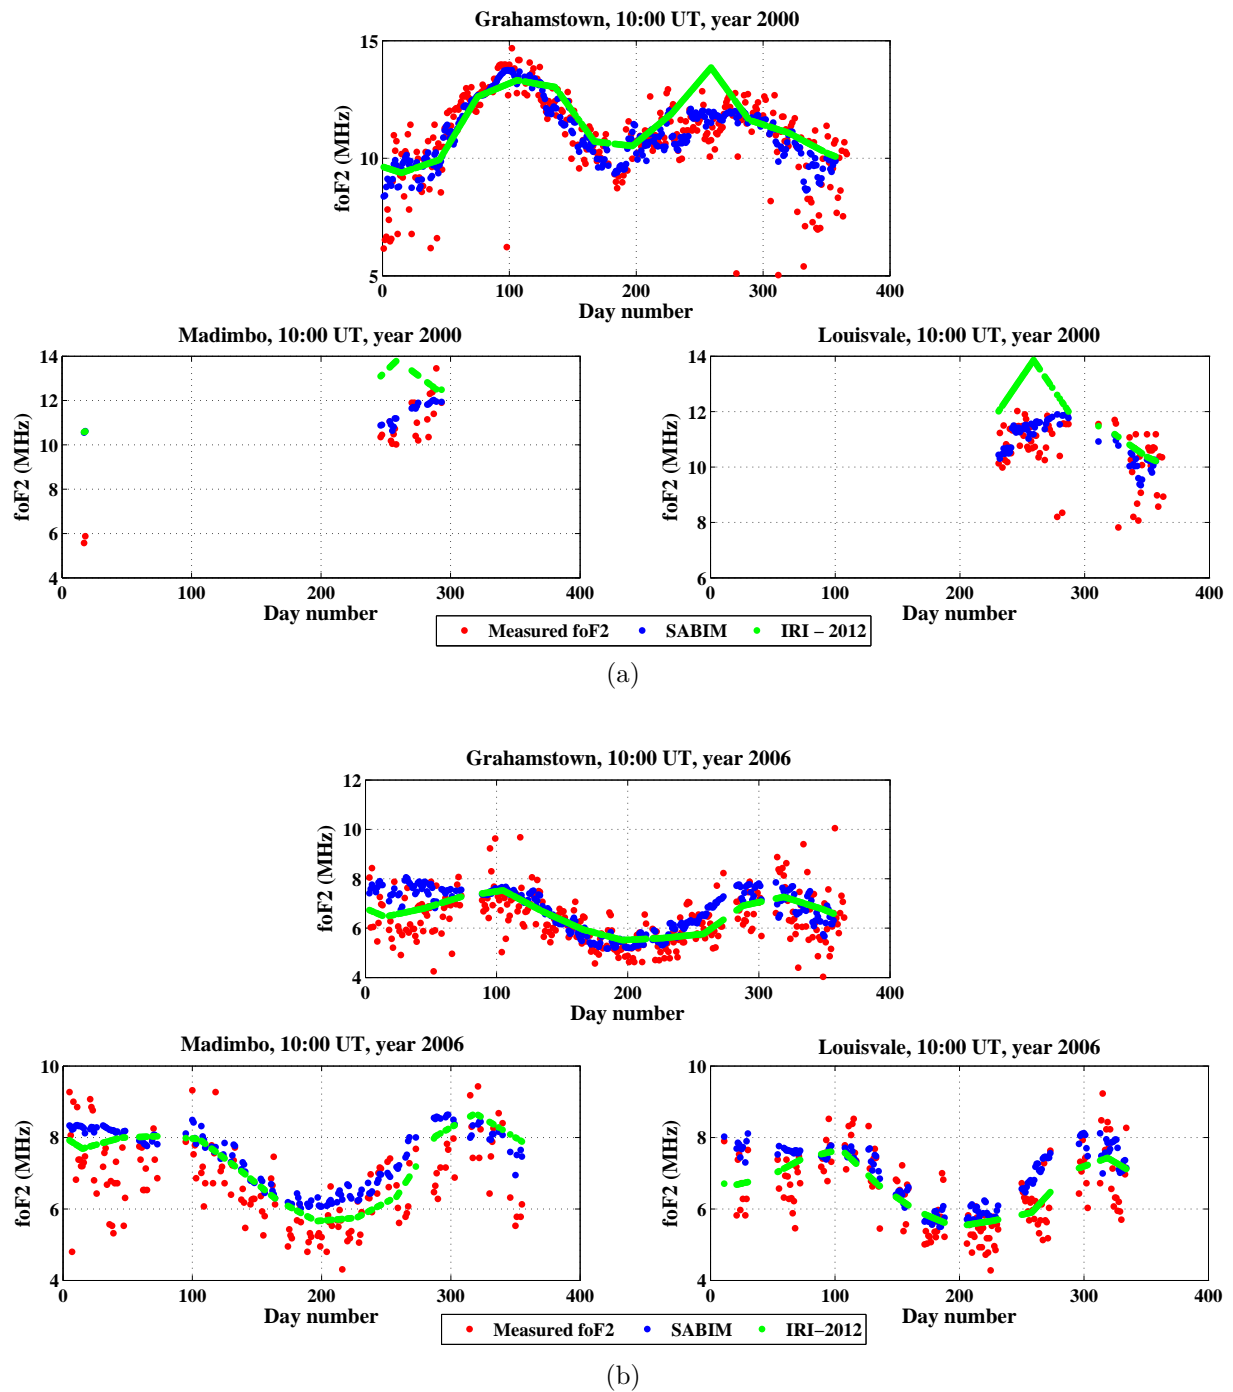 Grahamstown, 10:00 UT, year 2000
foF2 (MHz)
15
10
5
0 100 200 300 400
Day number
Madimbo, 10:00 UT, year 2000
foF2 (MHz)
14
12
10
8
6
4
0 100 200 300 400
Day number
Louisvale, 10:00 UT, year 2000
foF2 (MHz)
14
12
10
8
6
0 100 200 300 400
Day number
Measured foF2 SABIM IRI − 2012
(a)
Grahamstown, 10:00 UT, year 2006
foF2 (MHz)
12
10
8
6
4
0 100 200 300 400
Day number
Madimbo, 10:00 UT, year 2006
foF2 (MHz)
10
8
6
4
0 100 200 300 400
Day number
Louisvale, 10:00 UT, year 2006
foF2 (MHz)
10
8
6
4
0 100 200 300 400
Day number
Measured foF2 SABIM IRI−2012
(b)